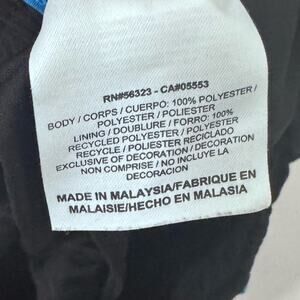 RN#56323 - CA#05553
BODY / CORPS / CUERPO: 100% POLYESTER /
POLYESTER / POLIESTER
LINING / DOUBLURE / FORRO: 100%
RECYCLED POLYESTER / POLYESTER
RECYCLE / POLIESTER RECICLADO
EXCLUSIVE OF DECORATION / DECORATION
NON COMPRISE / NO INCLUYE LA
DECORACION
MADE IN MALAYSIA/FABRIQUE EN
MALAISIE/HECHO EN MALASIA